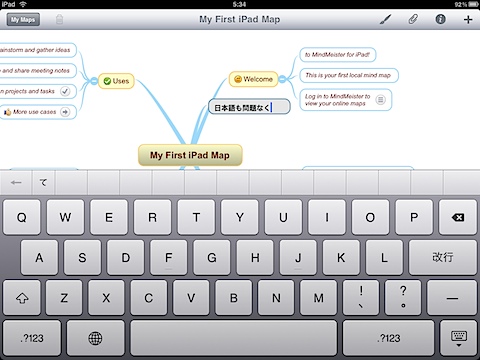 iPad
5:34
92%
My Maps
My First iPad Map
ainstorm and gather ideas
and share meeting notes
n projects and tasks
More use cases
Uses
Welcome
to MindMeister for iPad!
This is your first local mind map
Log in to MindMeister to
view your online maps
日本語も問題なく
My First iPad Map
て
Q W E R T Y U I O P
A S D F G H J K L 改行
Z X C V B N M ! 、 ? 。 ー
.?123 .?123